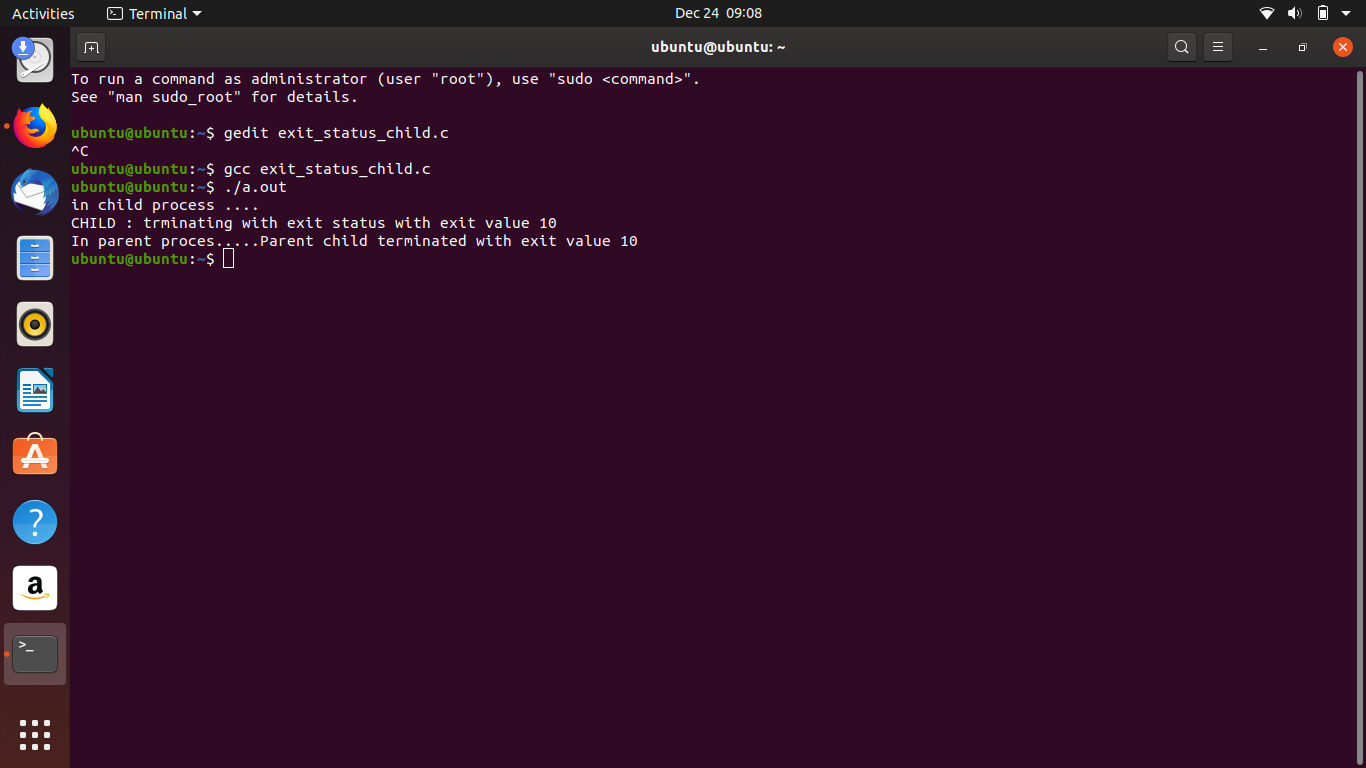 Activities
Terminal
Dec 24 09:08
ubuntu@ubuntu: ~
To run a command as administrator (user "root"), use "sudo <command>".
See "man sudo_root" for details.
ubuntu@ubuntu:~$ gedit exit_status_child.c
^C
ubuntu@ubuntu:~$ gcc exit_status_child.c
ubuntu@ubuntu:~$ ./a.out
in child process ....
CHILD : trminating with exit status with exit value 10
In parent proces.....Parent child terminated with exit value 10
ubuntu@ubuntu:~$